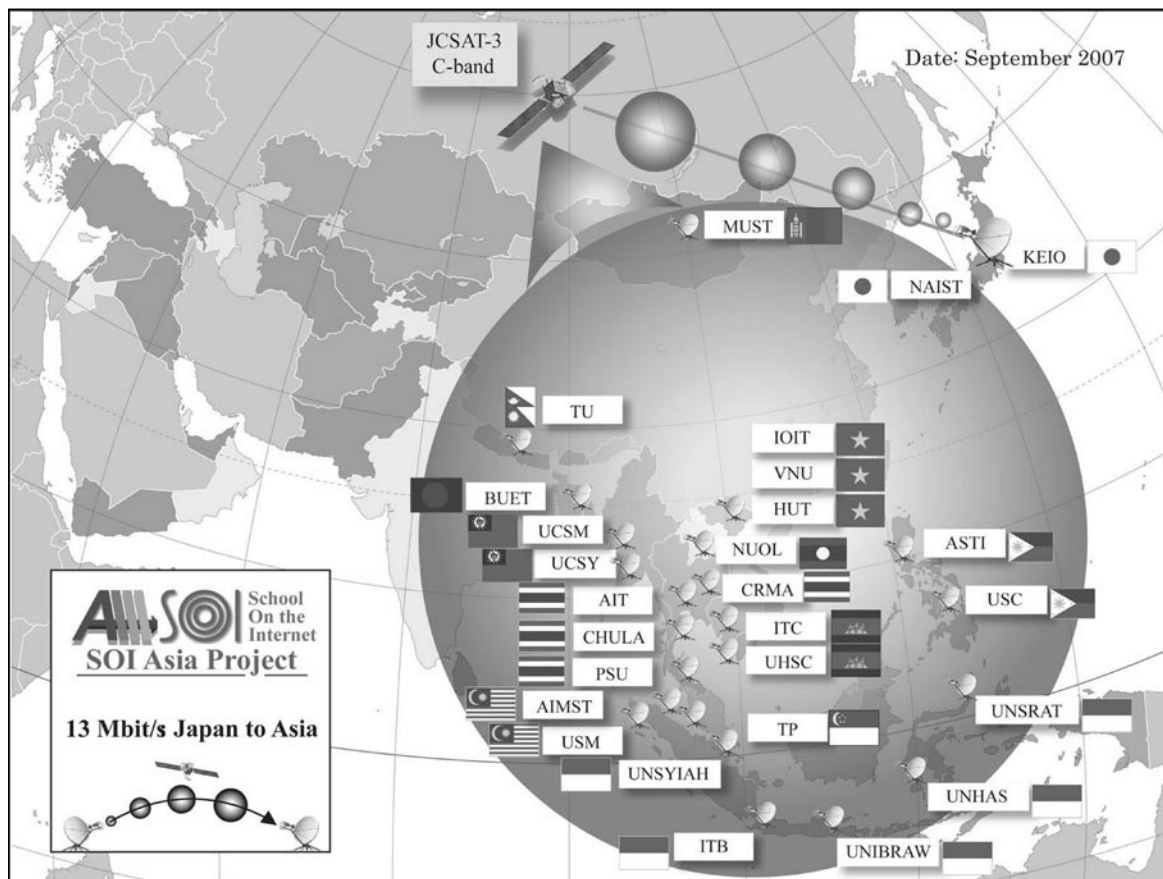 JCSAT-3
C-band
Date: September 2007
MUST
KEIO
NAIST
TU
IOIT
VNU
HUT
BUET
UCSM
UCSY
NUOL
ASTI
AIT
CRMA
USC
CHULA
ITC
PSU
UHSC
AIMST
UNSRAT
USM
TP
UNSYIAH
UNHAS
ITB
UNIBRAW
AI3
SOI
School
On the
Internet
SOI Asia Project
13 Mbit/s Japan to Asia